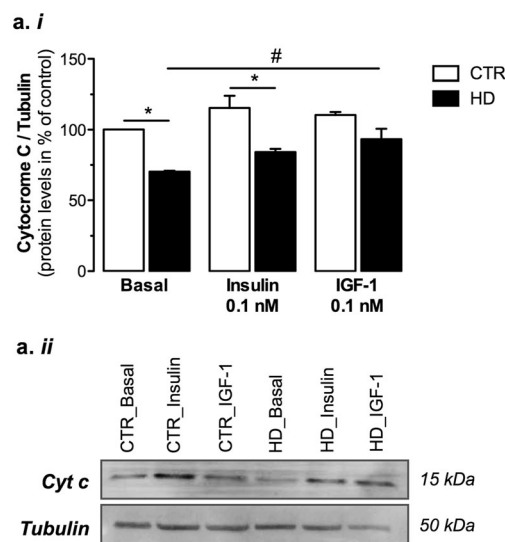 a. i
Cytocrome C / Tubulin
(protein levels in % of control)
150
100
50
0
*
*
#
CTR
HD
Basal
Insulin
0.1 nM
IGF-1
0.1 nM
a. ii
CTR_Basal
CTR_Insulin
CTR_IGF-1
HD_Basal
HD_Insulin
HD_IGF-1
Cyt c
15 kDa
Tubulin
50 kDa